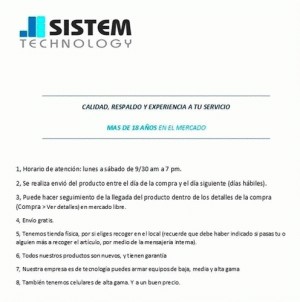 SISTEM
TECHNOLOGY
CALIDAD, RESPALDO Y EXPERIENCIA A TU SERVICIO
MAS DE 18 AÑOS EN EL MERCADO
1, Horario de atención: lunes a sábado de 9/30 am a 7 pm.
2, Se realiza envió del producto entre el día de la compra y el día siguiente (días hábiles).
3, Puede hacer seguimiento de la llegada del producto dentro de los detalles de la compra
(Compra > Ver detalles) en mercado libre.
4, Envío gratis.
5, Tenemos tienda física, por si eliges recoger en el local (recuerde que debe haber indicado si pasas tu o
alguien más a recoger el artículo, por medio de la mensajería interna).
6, Todos nuestros productos son nuevos, y tienen garantía
7, Nuestra empresa es de tecnología puedes armar equipos de baja, media y alta gama
8, También tenemos celulares de alta gama. Y a un buen precio.